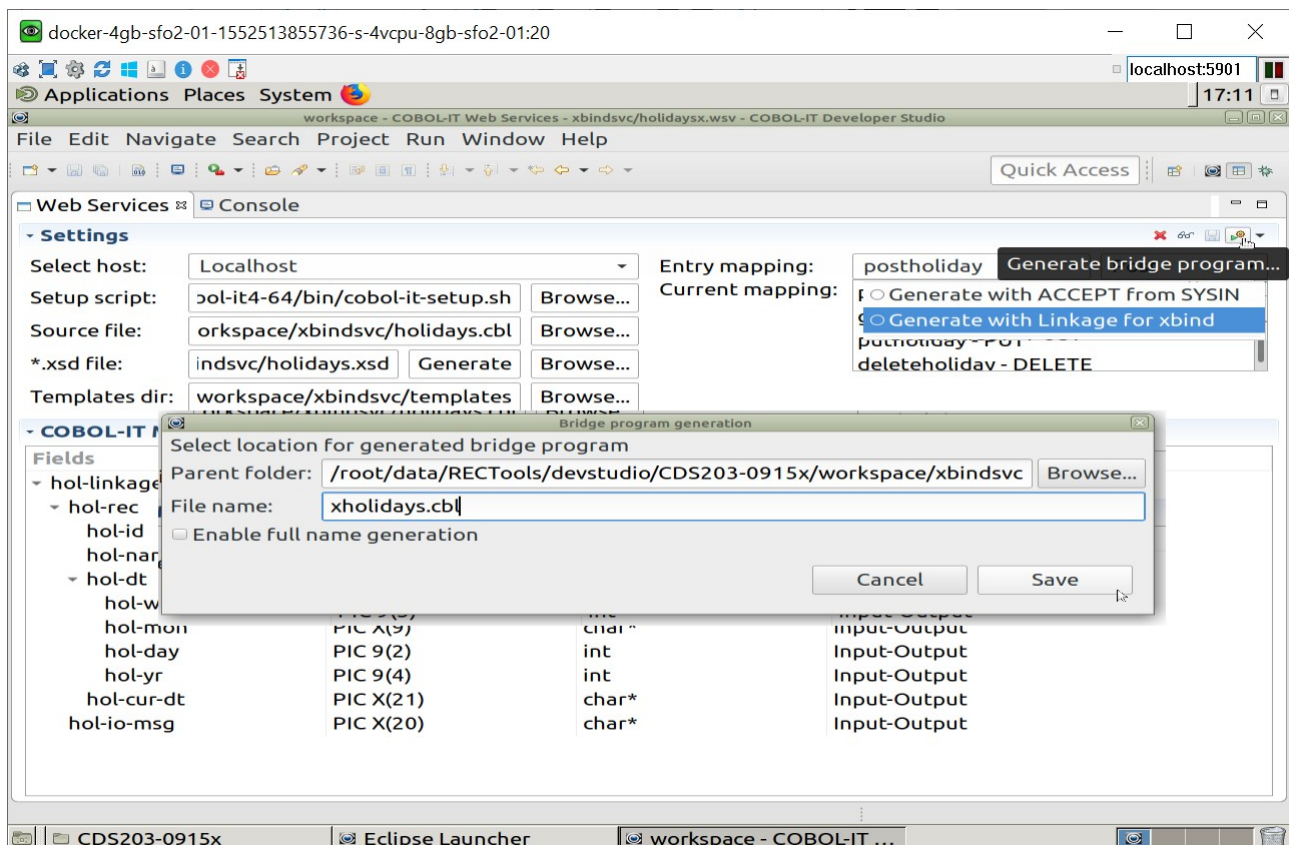 docker-4gb-sfo2-01-1552513855736-s-4vcpu-8gb-sfo2-01:20
localhost:5901
Applications Places System 17:11
workspace - COBOL-IT Web Services - xbindsvc/holidaysx.wsv - COBOL-IT Developer Studio
File Edit Navigate Search Project Run Window Help
Quick Access
Web Services Console
Settings
Select host: Localhost Entry mapping: postholiday Generate bridge program...
Setup script: ool-it4-64/bin/cobol-it-setup.sh Browse... Current mapping: Generate with ACCEPT from SYSIN
Source file: orkspace/xbindsvc/holidays.cbl Browse... Generate with Linkage for xbind
putholiday - PUT
*.xsd file: indsvc/holidays.xsd Generate Browse... deleteholiday - DELETE
Templates dir: workspace/xbindsvc/templates Browse...
Bridge program generation
COBOL-IT
Select location for generated bridge program
Fields
Parent folder: /root/data/RECTools/devstudio/CDS203-0915x/workspace/xbindsvc Browse...
hol-linkage
hol-rec File name: xholidays.cbl
hol-id Enable full name generation
hol-nam
hol-dt Cancel Save
hol-w
hol-mon PIC X(9) char* Input-Output
hol-day PIC 9(2) int Input-Output
hol-yr PIC 9(4) int Input-Output
hol-cur-dt PIC X(21) char* Input-Output
hol-io-msg PIC X(20) char* Input-Output
CDS203-0915x Eclipse Launcher workspace - COBOL-IT ...